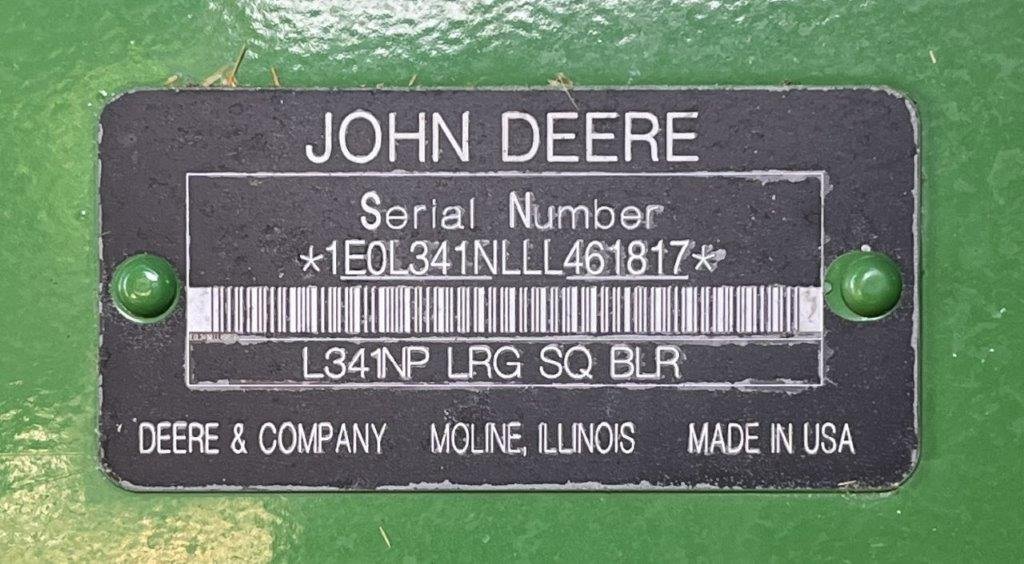 JOHN DEERE
Serial Number
*1E0L341NLLL461817*
L341NP LRG SQ BLR
DEERE & COMPANY MOLINE, ILLINOIS MADE IN USA